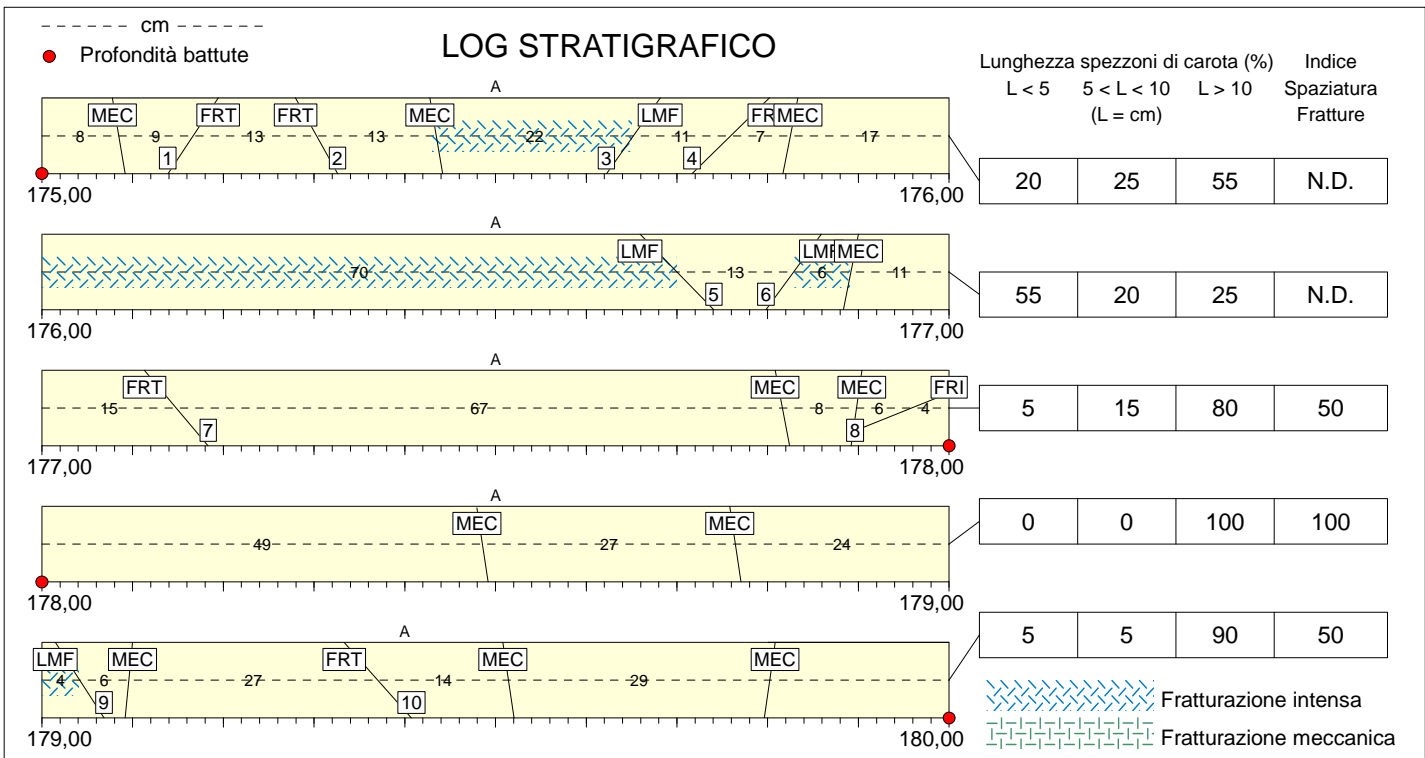 cm
Profondità battute
LOG STRATIGRAFICO
Lunghezza spezzoni di carota (%) Indice
L < 5 5 < L < 10 L > 10 Spaziatura
(L = cm) Fratture
A
MEC FRT FRT MEC LMF FR MEC
8 9 13 13 22 11 7 17
1 2 3 4
175,00 176,00
20 25 55 N.D.
A
LMF LMF MEC
70 13 6 11
5 6
176,00 177,00
55 20 25 N.D.
A
FRT MEC MEC FRI
15 67 8 6 4
7 8
177,00 178,00
5 15 80 50
A
MEC MEC
49 27 24
178,00 179,00
0 0 100 100
A
LMF MEC FRT MEC MEC
4 6 27 14 29
9 10
179,00 180,00
5 5 90 50
Fratturazione intensa
Fratturazione meccanica